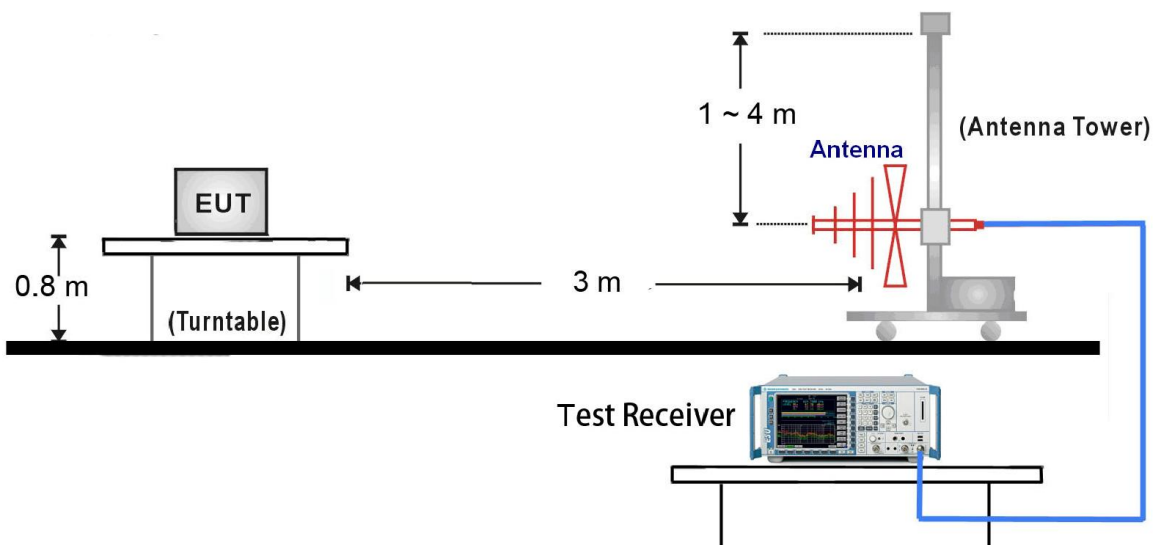 1 ~ 4 m
(Antenna Tower)
Antenna
EUT
0.8 m
3 m
(Turntable)
Test Receiver